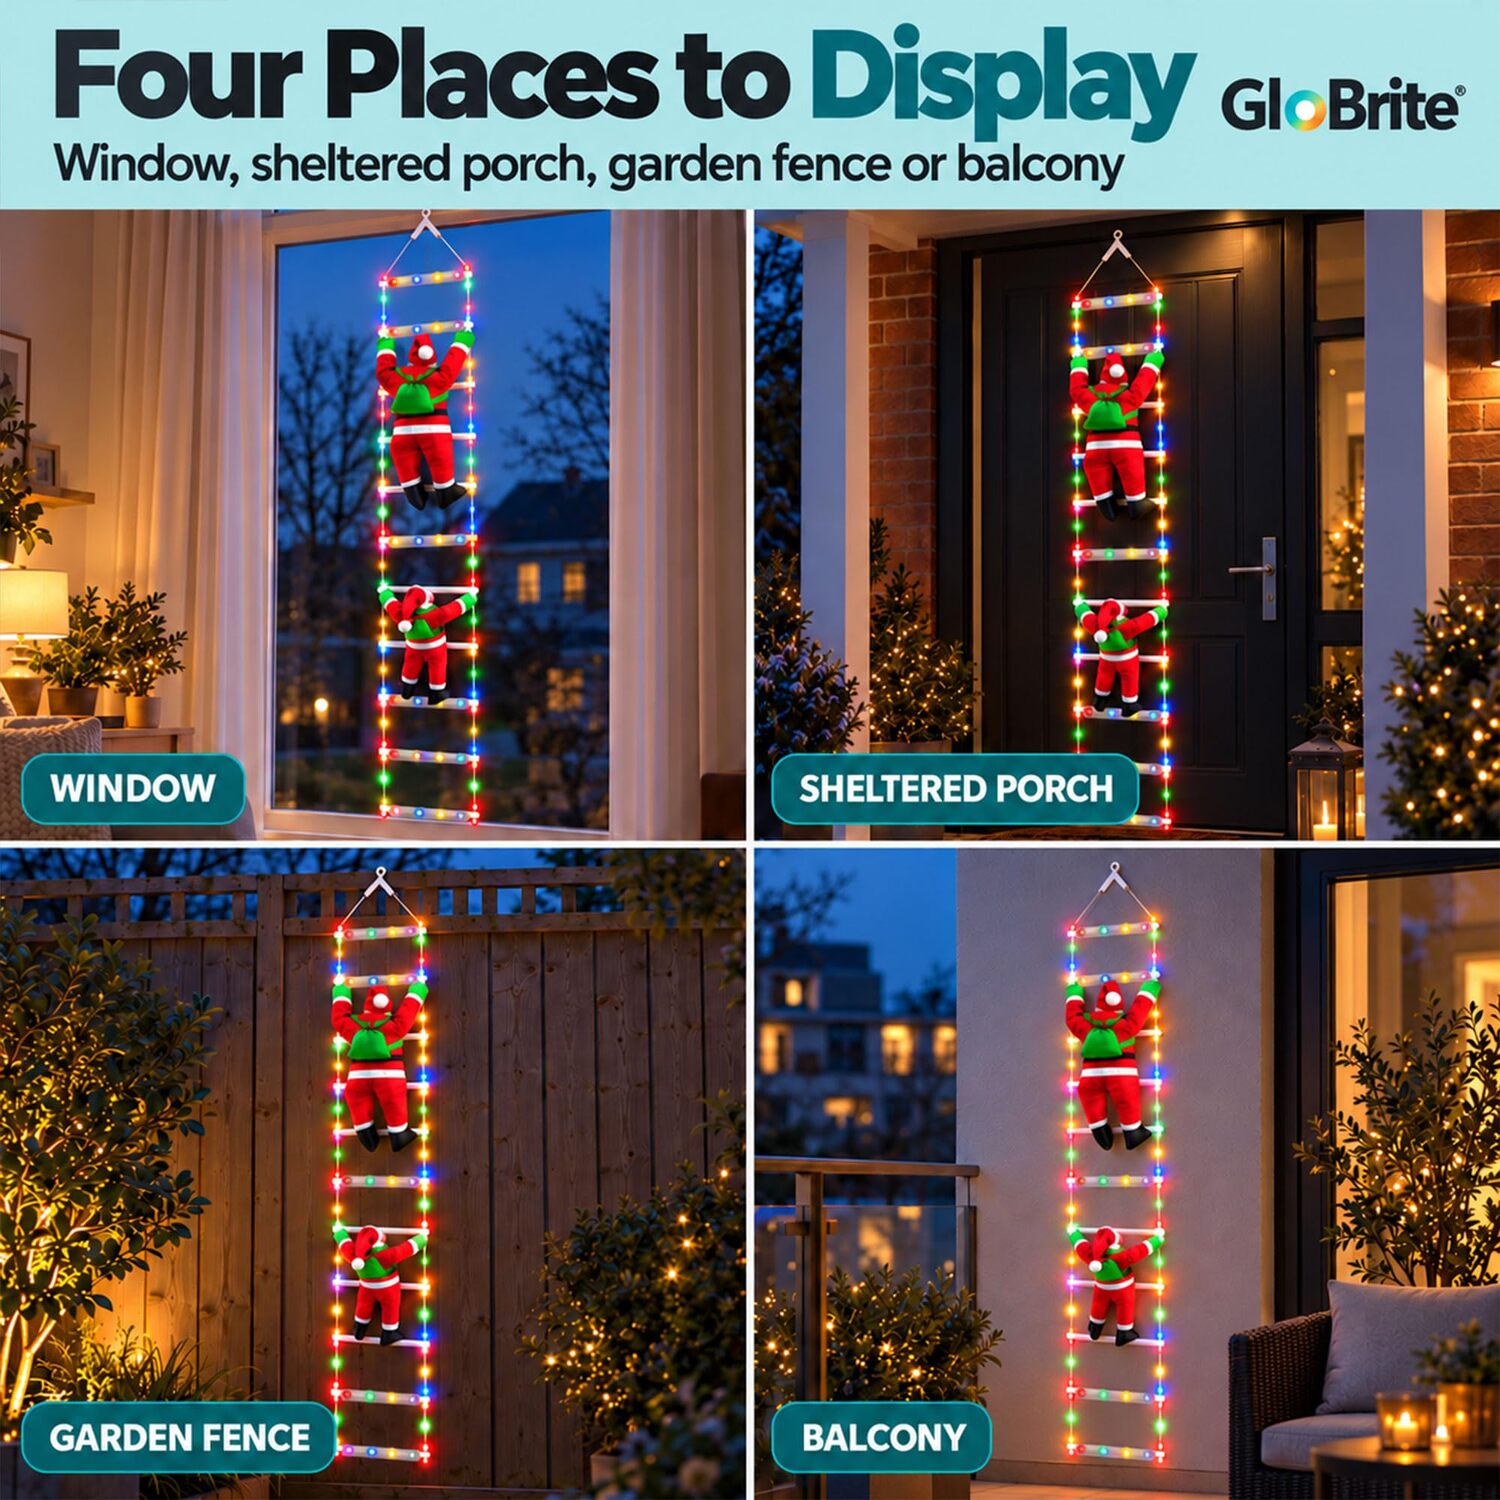 Four Places to Display
GloBrite®
Window, sheltered porch, garden fence or balcony
WINDOW
SHELTERED PORCH
GARDEN FENCE
BALCONY